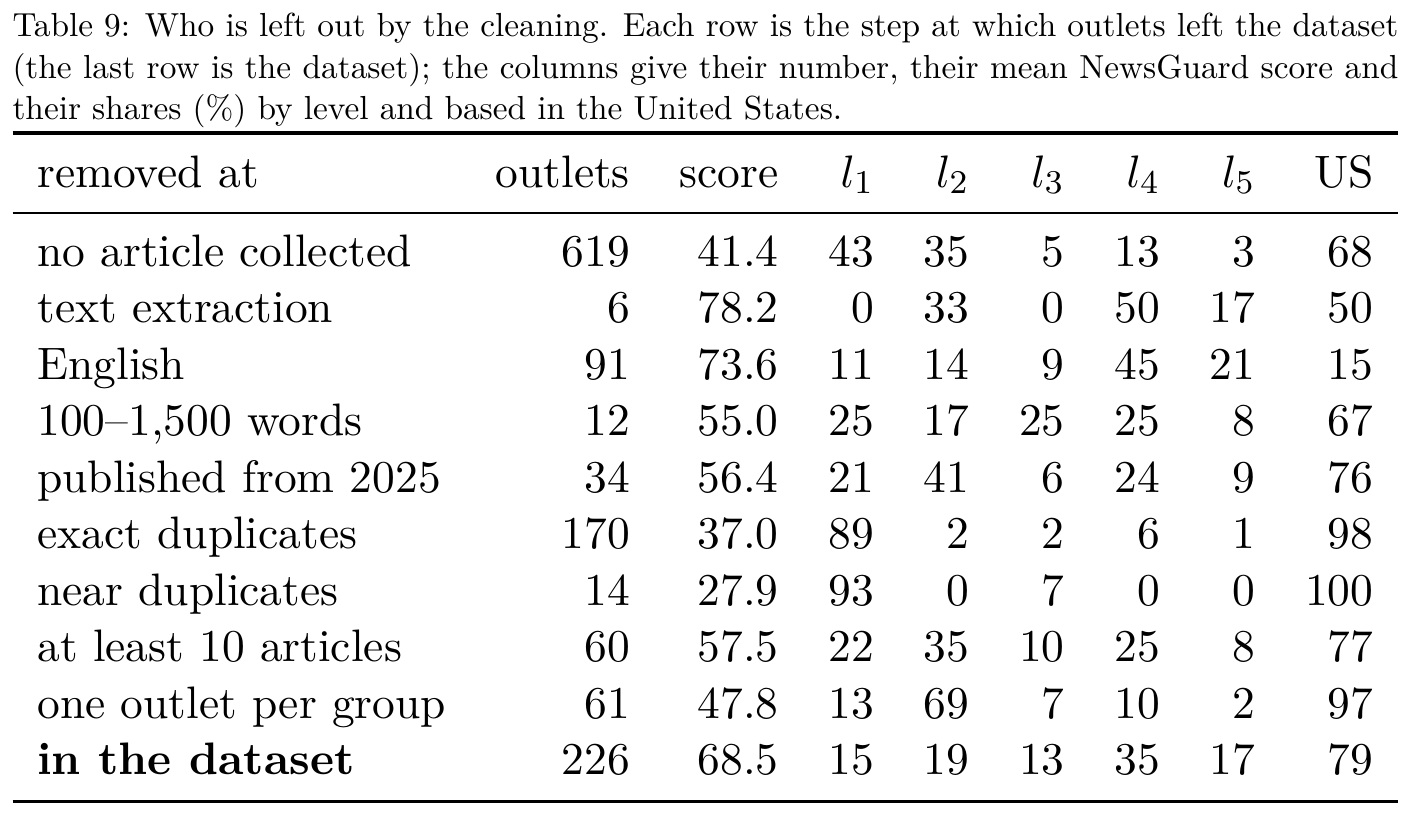 Table 9: Who is left out by the cleaning. Each row is the step at which outlets left the dataset
(the last row is the dataset); the columns give their number, their mean NewsGuard score and
their shares (%) by level and based in the United States.
removed at outlets score l1 l2 l3 l4 l5 US
no article collected 619 41.4 43 35 5 13 3 68
text extraction 6 78.2 0 33 0 50 17 50
English 91 73.6 11 14 9 45 21 15
100–1,500 words 12 55.0 25 17 25 25 8 67
published from 2025 34 56.4 21 41 6 24 9 76
exact duplicates 170 37.0 89 2 2 6 1 98
near duplicates 14 27.9 93 0 7 0 0 100
at least 10 articles 60 57.5 22 35 10 25 8 77
one outlet per group 61 47.8 13 69 7 10 2 97
in the dataset 226 68.5 15 19 13 35 17 79